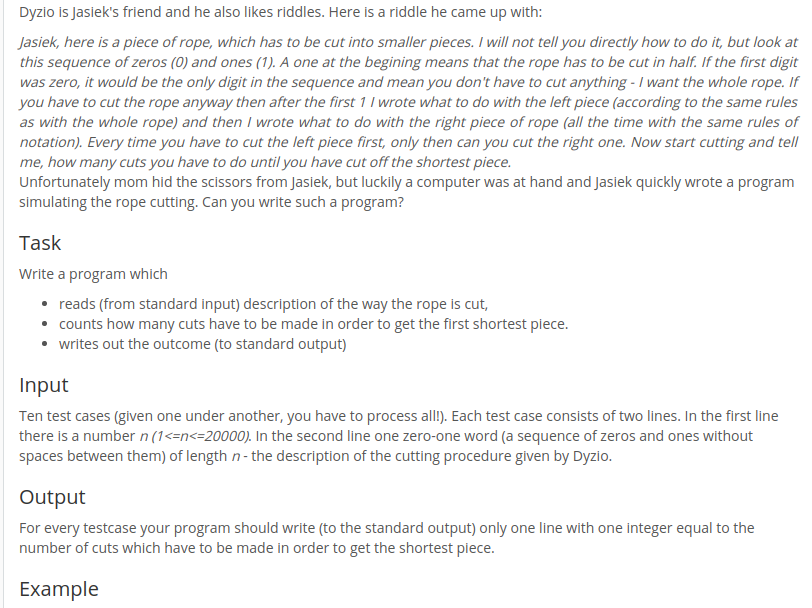 Dyzio is Jasiek's friend and he also likes riddles. Here is a riddle he came up with:
Jasiek, here is a piece of rope, which has to be cut into smaller pieces. I will not tell you directly how to do it, but look at
this sequence of zeros (0) and ones (1). A one at the begining means that the rope has to be cut in half. If the first digit
was zero, it would be the only digit in the sequence and mean you don't have to cut anything - I want the whole rope. If
you have to cut the rope anyway then after the first 1 I wrote what to do with the left piece (according to the same rules
as with the whole rope) and then I wrote what to do with the right piece of rope (all the time with the same rules of
notation). Every time you have to cut the left piece first, only then can you cut the right one. Now start cutting and tell
me, how many cuts you have to do until you have cut off the shortest piece.
Unfortunately mom hid the scissors from Jasiek, but luckily a computer was at hand and Jasiek quickly wrote a program
simulating the rope cutting. Can you write such a program?
Task
Write a program which
• reads (from standard input) description of the way the rope is cut,
• counts how many cuts have to be made in order to get the first shortest piece.
• writes out the outcome (to standard output)
Input
Ten test cases (given one under another, you have to process all!). Each test case consists of two lines. In the first line
there is a number n (1<=n<=20000). In the second line one zero-one word (a sequence of zeros and ones without
spaces between them) of length n - the description of the cutting procedure given by Dyzio.
Output
For every testcase your program should write (to the standard output) only one line with one integer equal to the
number of cuts which have to be made in order to get the shortest piece.
Example